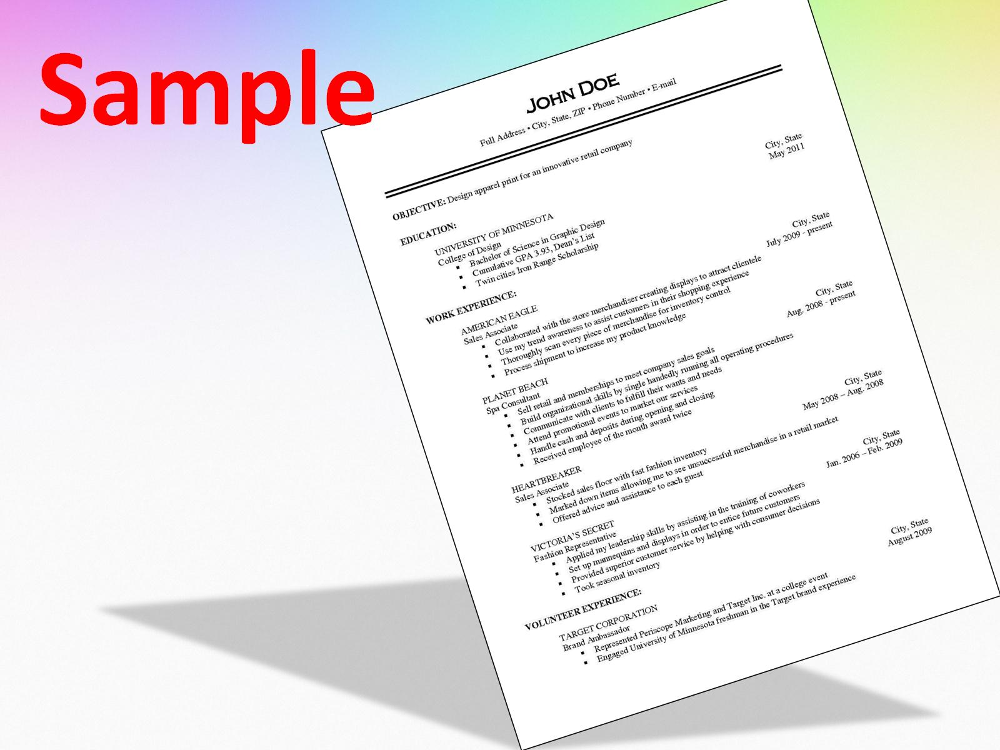 Sample
JOHN DOE
Full Address ▪ City, State, ZIP ▪ Phone Number ▪ E-mail
OBJECTIVE: Design apparel print for an innovative retail company
EDUCATION:
UNIVERSITY OF MINNESOTA
City, State
College of Design
May 2011
▪ Bachelor of Science in Graphic Design
▪ Cumulative GPA 3.93, Dean's List
▪ Twin cities Iron Range Scholarship
WORK EXPERIENCE:
AMERICAN EAGLE
City, State
Sales Associate
July 2009 - present
▪ Collaborated with the store merchandiser creating displays to attract clientele
▪ Use my trend awareness to assist customers in their shopping experience
▪ Thoroughly scan every piece of merchandise for inventory control
▪ Process shipment to increase my product knowledge
PLANET BEACH
City, State
Spa Consultant
Aug. 2008 - present
▪ Sell retail and memberships to meet company sales goals
▪ Build organizational skills by single handedly running all operating procedures
▪ Communicate with clients to fulfill their wants and needs
▪ Attend promotional events to market our services
▪ Handle cash and deposits during opening and closing
▪ Received employee of the month award twice
HEARTBREAKER
City, State
Sales Associate
May 2008 – Aug. 2008
▪ Stocked sales floor with fast fashion inventory
▪ Marked down items allowing me to see unsuccessful merchandise in a retail market
▪ Offered advice and assistance to each guest
VICTORIA'S SECRET
City, State
Fashion Representative
Jan. 2006 – Feb. 2009
▪ Applied my leadership skills by assisting in the training of coworkers
▪ Set up mannequins and displays in order to entice future customers
▪ Provided superior customer service by helping with consumer decisions
▪ Took seasonal inventory
VOLUNTEER EXPERIENCE:
TARGET CORPORATION
City, State
Brand Ambassador
August 2009
▪ Represented Periscope Marketing and Target Inc. at a college event
▪ Engaged University of Minnesota freshman in the Target brand experience